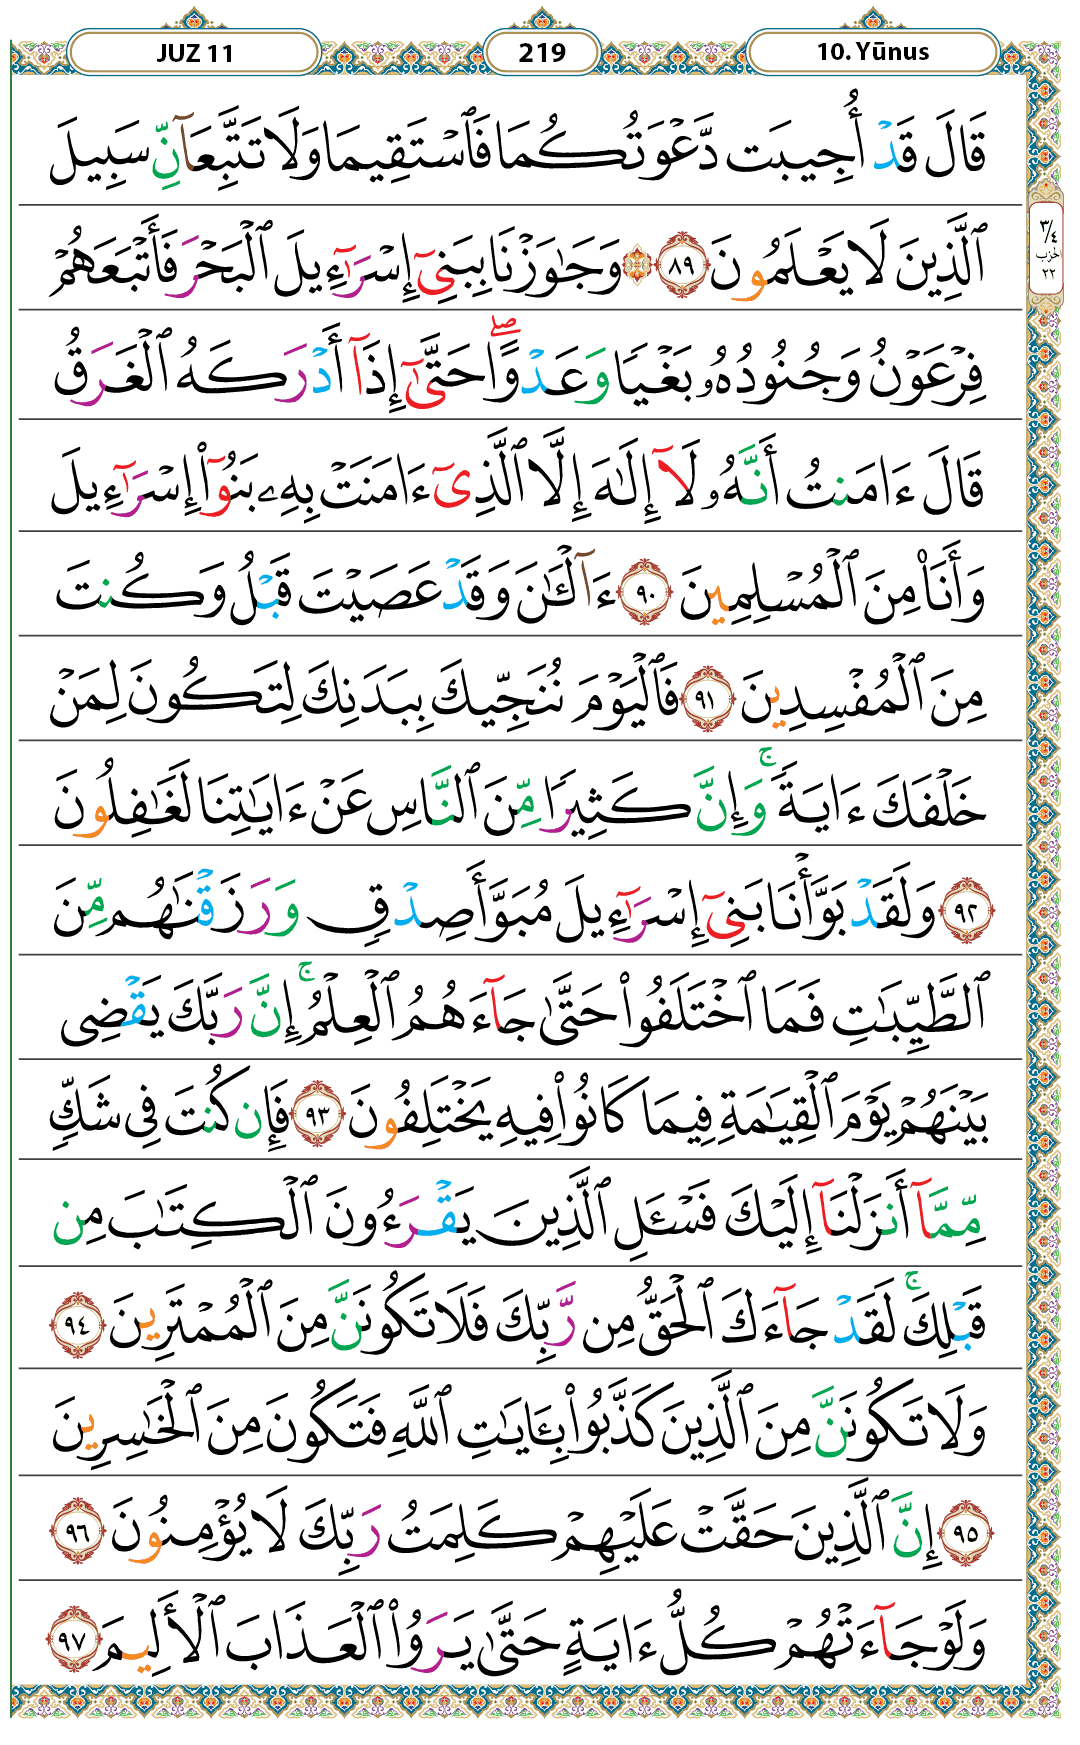 JUZ 11
219
10. Yūnus
قَالَ قَدْ أُجِيبَت دَّعْوَتُكُمَا فَٱسْتَقِيمَا وَلَا تَتَّبِعَآنِّ سَبِيلَ
ٱلَّذِينَ لَا يَعْلَمُونَ ٨٩ ۞ وَجَـٰوَزْنَا بِبَنِىٓ إِسْرَٰٓءِيلَ ٱلْبَحْرَ فَأَتْبَعَهُمْ
٣/٤
الحزب
٢٢
فِرْعَوْنُ وَجُنُودُهُۥ بَغْيًا وَعَدْوًا ۖ حَتَّىٰٓ إِذَآ أَدْرَكَهُ ٱلْغَرَقُ
قَالَ ءَامَنتُ أَنَّهُۥ لَآ إِلَـٰهَ إِلَّا ٱلَّذِىٓ ءَامَنَتْ بِهِۦ بَنُوٓا۟ إِسْرَٰٓءِيلَ
وَأَنَا۠ مِنَ ٱلْمُسْلِمِينَ ٩٠ ءَآلْـَٔـٰنَ وَقَدْ عَصَيْتَ قَبْلُ وَكُنتَ
مِنَ ٱلْمُفْسِدِينَ ٩١ فَٱلْيَوْمَ نُنَجِّيكَ بِبَدَنِكَ لِتَكُونَ لِمَنْ
خَلْفَكَ ءَايَةً ۚ وَإِنَّ كَثِيرًا مِّنَ ٱلنَّاسِ عَنْ ءَايَـٰتِنَا لَغَـٰفِلُونَ
٩٢ وَلَقَدْ بَوَّأْنَا بَنِىٓ إِسْرَٰٓءِيلَ مُبَوَّأَ صِدْقٍ وَرَزَقْنَـٰهُم مِّنَ
ٱلطَّيِّبَـٰتِ فَمَا ٱخْتَلَفُوا۟ حَتَّىٰ جَآءَهُمُ ٱلْعِلْمُ ۚ إِنَّ رَبَّكَ يَقْضِى
بَيْنَهُمْ يَوْمَ ٱلْقِيَـٰمَةِ فِيمَا كَانُوا۟ فِيهِ يَخْتَلِفُونَ ٩٣ فَإِن كُنتَ فِى شَكٍّ
مِّمَّآ أَنزَلْنَآ إِلَيْكَ فَسْـَٔلِ ٱلَّذِينَ يَقْرَءُونَ ٱلْكِتَـٰبَ مِن
قَبْلِكَ ۚ لَقَدْ جَآءَكَ ٱلْحَقُّ مِن رَّبِّكَ فَلَا تَكُونَنَّ مِنَ ٱلْمُمْتَرِينَ ٩٤
وَلَا تَكُونَنَّ مِنَ ٱلَّذِينَ كَذَّبُوا۟ بِـَٔايَـٰتِ ٱللَّهِ فَتَكُونَ مِنَ ٱلْخَـٰسِرِينَ
٩٥ إِنَّ ٱلَّذِينَ حَقَّتْ عَلَيْهِمْ كَلِمَتُ رَبِّكَ لَا يُؤْمِنُونَ ٩٦
وَلَوْ جَآءَتْهُمْ كُلُّ ءَايَةٍ حَتَّىٰ يَرَوُا۟ ٱلْعَذَابَ ٱلْأَلِيمَ ٩٧